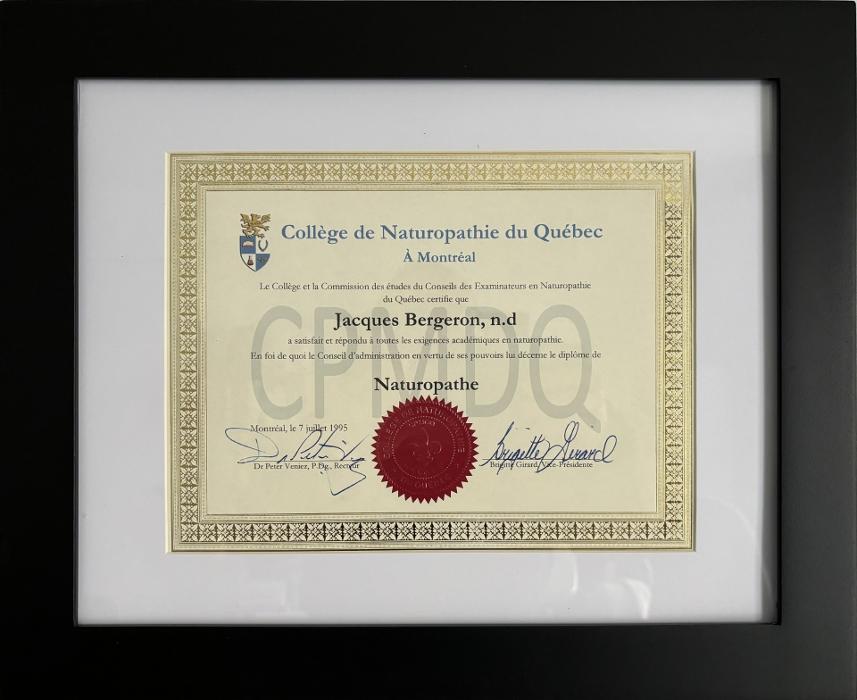 Collège de Naturopathie du Québec
À Montréal
Le Collège et la Commission des études du Conseils des Examinateurs en Naturopathie
du Québec certifie que
Jacques Bergeron, n.d
a satisfait et répondu à toutes les exigences académiques en naturopathie.
En foi de quoi le Conseil d'administration en vertu de ses pouvoirs lui décerne le diplôme de
CPMDQ
Naturopathe
Montréal, le 7 juillet 1995
Brigitte Girard
Dr Peter Veniez, P.Dg., Recteur
Brigitte Girard, Vice-Présidente